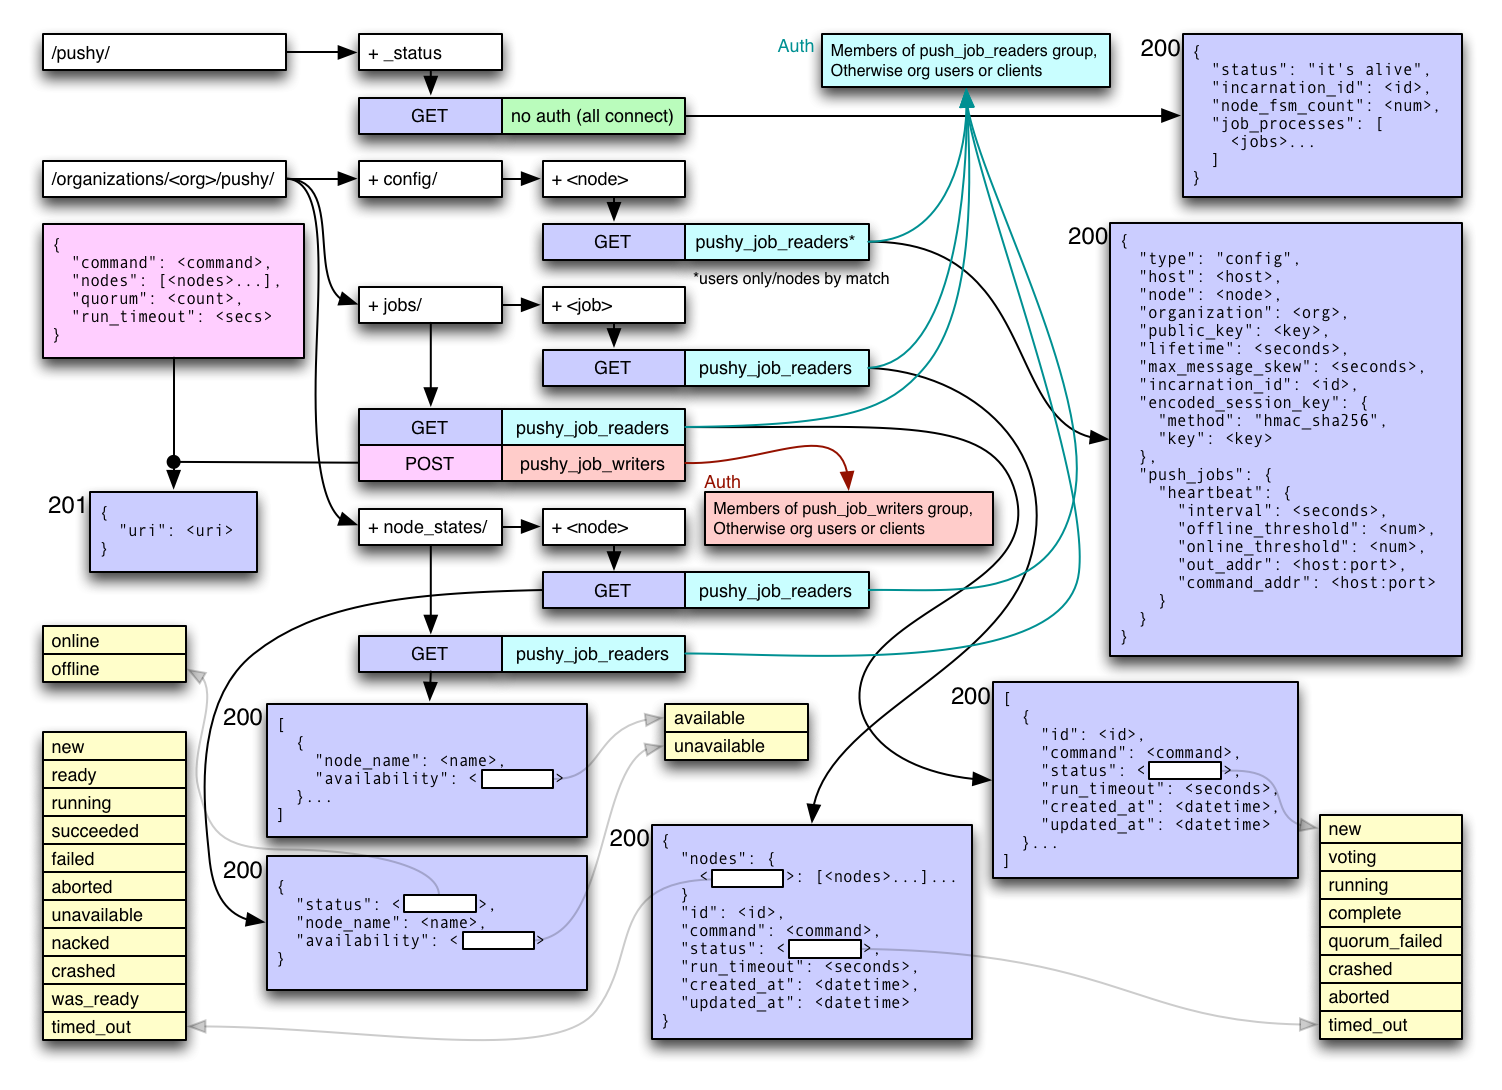 /pushy/
+ _status
GET
no auth (all connect)
Auth
Members of push_job_readers group,
Otherwise org users or clients
200
{
"status": "it's alive",
"incarnation_id": <id>,
"node_fsm_count": <num>,
"job_processes": [
<jobs>...
]
}
/organizations/<org>/pushy/
+ config/
+ <node>
GET
pushy_job_readers*
*users only/nodes by match
200
{
"type": "config",
"host": <host>,
"node": <node>,
"organization": <org>,
"public_key": <key>,
"lifetime": <seconds>,
"max_message_skew": <seconds>,
"incarnation_id": <id>,
"encoded_session_key": {
"method": "hmac_sha256",
"key": <key>
},
"push_jobs": {
"heartbeat": {
"interval": <seconds>,
"offline_threshold": <num>,
"online_threshold": <num>,
"out_addr": <host:port>,
"command_addr": <host:port>
}
}
}
{
"command": <command>,
"nodes": [<nodes>...],
"quorum": <count>,
"run_timeout": <secs>
}
+ jobs/
+ <job>
GET
pushy_job_readers
GET
pushy_job_readers
POST
pushy_job_writers
Auth
Members of push_job_writers group,
Otherwise org users or clients
201
{
"uri": <uri>
}
+ node_states/
+ <node>
GET
pushy_job_readers
GET
pushy_job_readers
online
offline
200
[
{
"node_name": <name>,
"availability": < >
}...
]
available
unavailable
200
[
{
"id": <id>,
"command": <command>,
"status": < >,
"run_timeout": <seconds>,
"created_at": <datetime>,
"updated_at": <datetime>
}...
]
new
ready
running
succeeded
failed
aborted
unavailable
nacked
crashed
was_ready
timed_out
200
{
"status": < >,
"node_name": <name>,
"availability": < >
}
200
{
"nodes": {
< >: [<nodes>...]...
}
"id": <id>,
"command": <command>,
"status": < >,
"run_timeout": <seconds>,
"created_at": <datetime>,
"updated_at": <datetime>
}
new
voting
running
complete
quorum_failed
crashed
aborted
timed_out